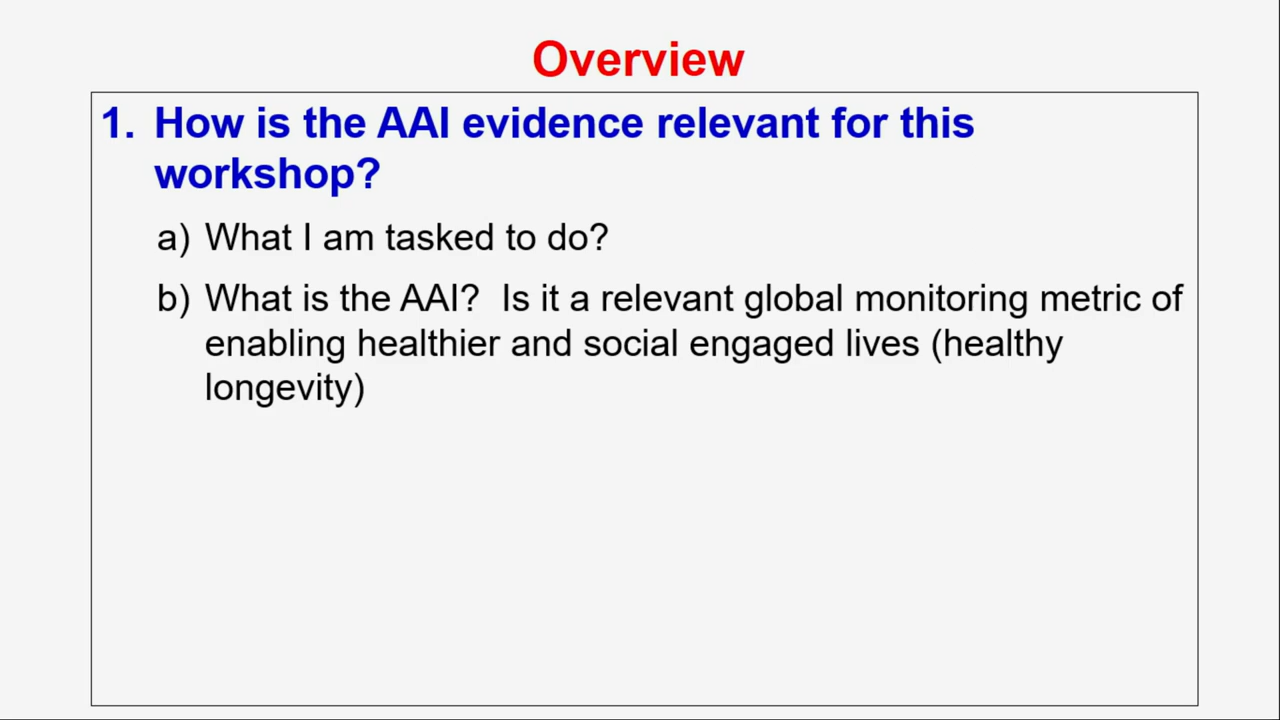 Overview
1. How is the AAI evidence relevant for this
workshop?
a) What I am tasked to do?
b) What is the AAI? Is it a relevant global monitoring metric of
enabling healthier and social engaged lives (healthy
longevity)